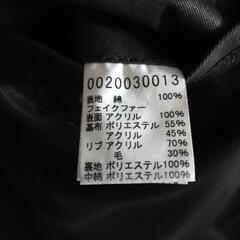 0020030013
表地 綿 100%
フェイクファー
表面 アクリル 100%
基布 ポリエステル 55%
アクリル 45%
リブ アクリル 70%
毛 30%
裏地 ポリエステル100%
中綿 ポリエステル100%